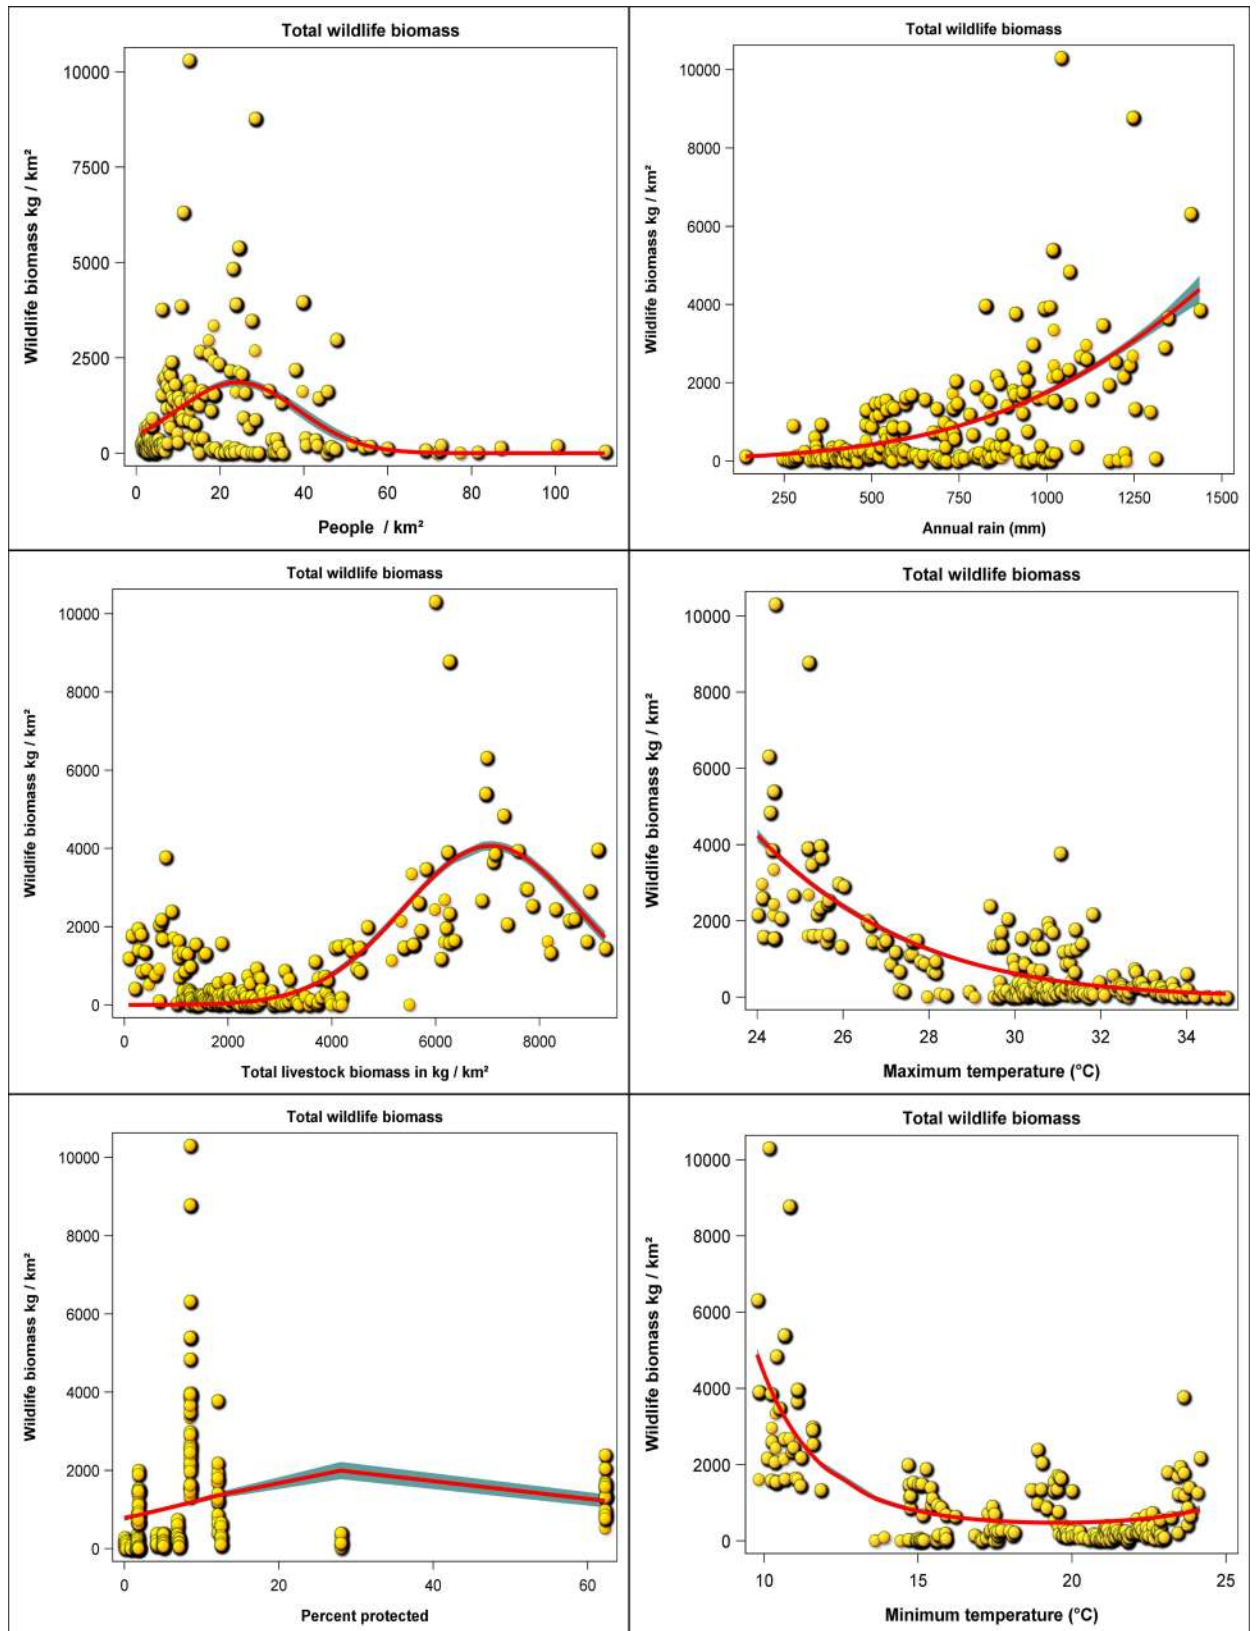 Total wildlife biomass
Wildlife biomass kg / km²
10000
7500
5000
2500
0
0 20 40 60 80 100
People / km²
Total wildlife biomass
Wildlife biomass kg / km²
10000
8000
6000
4000
2000
0
250 500 750 1000 1250 1500
Annual rain (mm)
Total wildlife biomass
Wildlife biomass kg / km²
10000
8000
6000
4000
2000
0
0 2000 4000 6000 8000
Total livestock biomass in kg / km²
Total wildlife biomass
Wildlife biomass kg / km²
10000
8000
6000
4000
2000
0
24 26 28 30 32 34
Maximum temperature (°C)
Total wildlife biomass
Wildlife biomass kg / km²
10000
8000
6000
4000
2000
0
0 20 40 60
Percent protected
Total wildlife biomass
Wildlife biomass kg / km²
10000
8000
6000
4000
2000
0
10 15 20 25
Minimum temperature (°C)